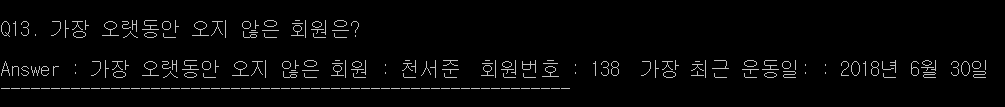 Q13. 가장 오랫동안 오지 않은 회원은?
Answer : 가장 오랫동안 오지 않은 회원 : 천서준  회원번호 : 138  가장 최근 운동일: : 2018년 6월 30일
---------------------------------------------------------